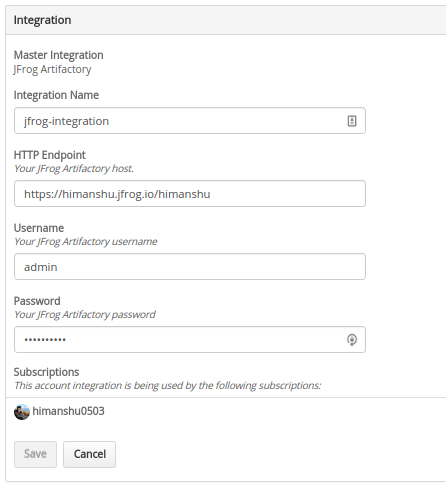 Integration
Master Integration
JFrog Artifactory
Integration Name
jfrog-integration
HTTP Endpoint
Your JFrog Artifactory host.
https://himanshu.jfrog.io/himanshu
Username
Your JFrog Artifactory username
admin
Password
Your JFrog Artifactory password
••••••••••
Subscriptions
This account integration is being used by the following subscriptions:
himanshu0503
Save Cancel